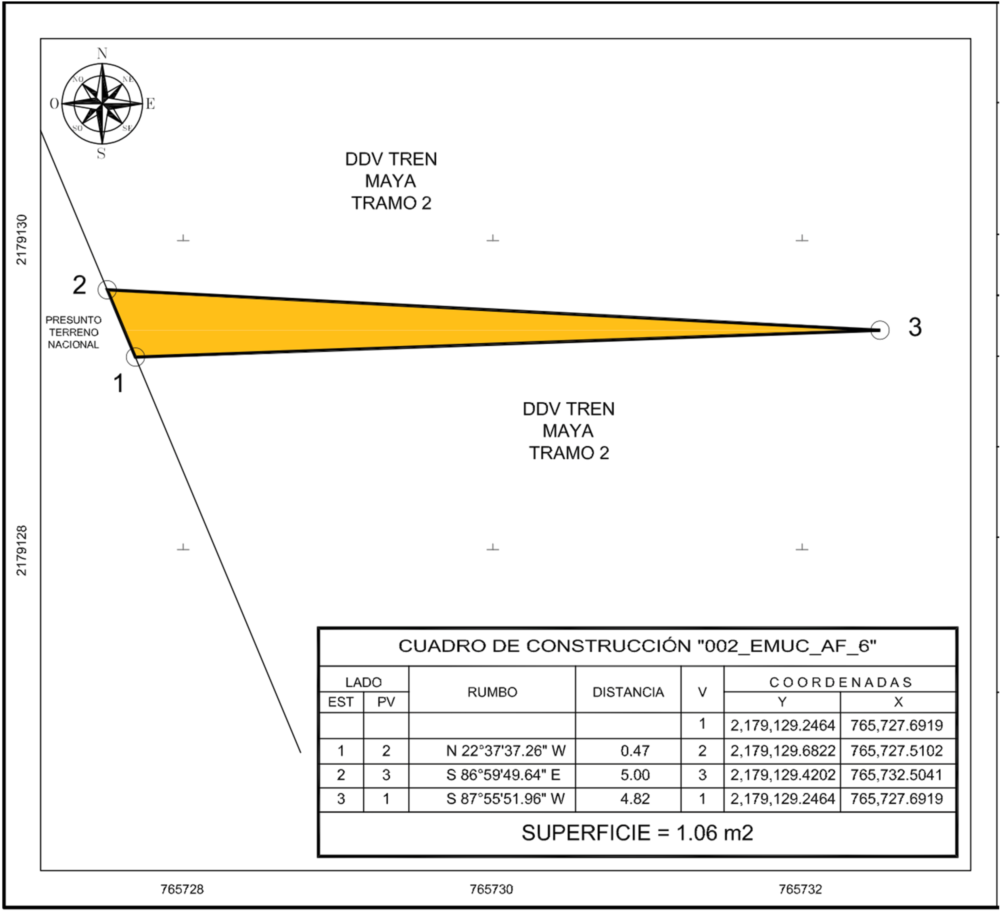 N
NO
NE
O
E
SO
SE
S
DDV TREN
MAYA
TRAMO 2
2179130
2
PRESUNTO
TERRENO
NACIONAL
3
1
DDV TREN
MAYA
TRAMO 2
2179128
CUADRO DE CONSTRUCCIÓN "002_EMUC_AF_6"
LADO RUMBO DISTANCIA V COORDENADAS
EST PV Y X
1 2,179,129.2464 765,727.6919
1 2 N 22°37'37.26" W 0.47 2 2,179,129.6822 765,727.5102
2 3 S 86°59'49.64" E 5.00 3 2,179,129.4202 765,732.5041
3 1 S 87°55'51.96" W 4.82 1 2,179,129.2464 765,727.6919
SUPERFICIE = 1.06 m2
765728 765730 765732